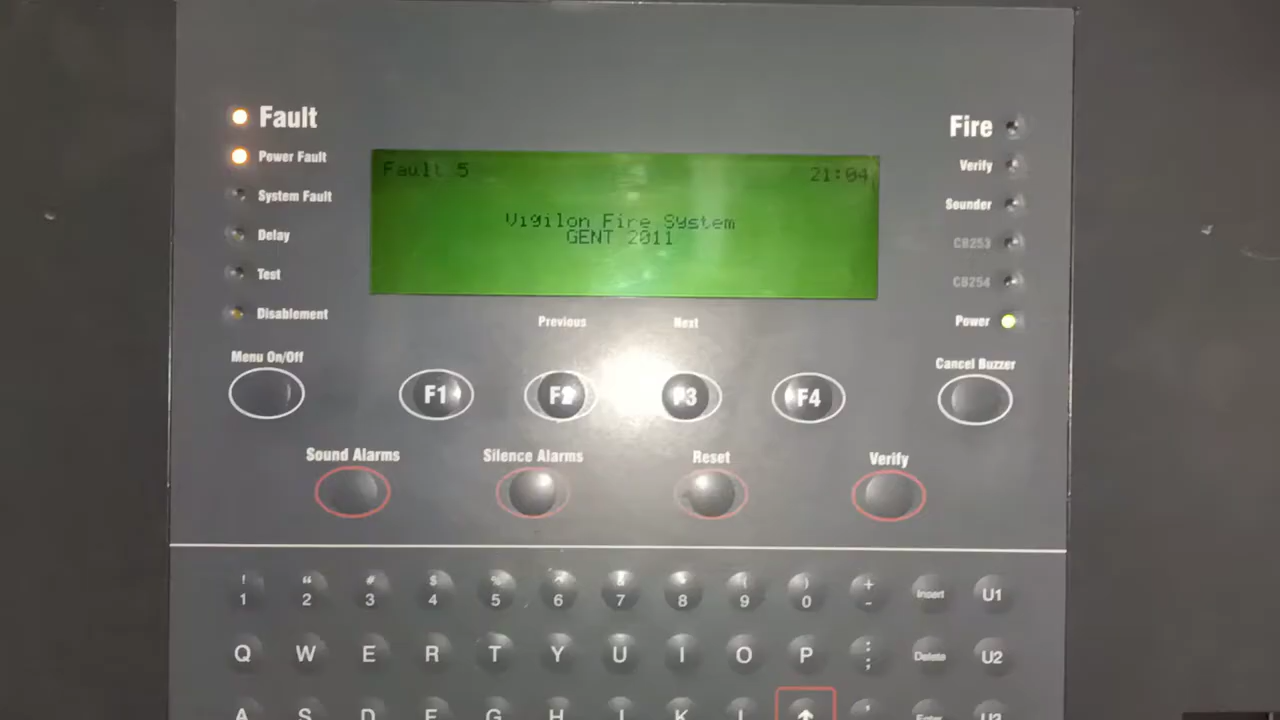 Fault
Power Fault
System Fault
Delay
Test
Disablement
Fault 5 21:04
Vigilon Fire System
GENT 2011
Fire
Verify
Sounder
CB253
CB254
Power
Previous Next
Menu On/Off
F1 F2 F3 F4
Cancel Buzzer
Sound Alarms Silence Alarms Reset Verify
! " # $ % ^ & * ( ) +
1 2 3 4 5 6 7 8 9 0 - Insert U1
Q W E R T Y U I O P : ; Delete U2
A S D F G H J K L ↑ ' Enter U3